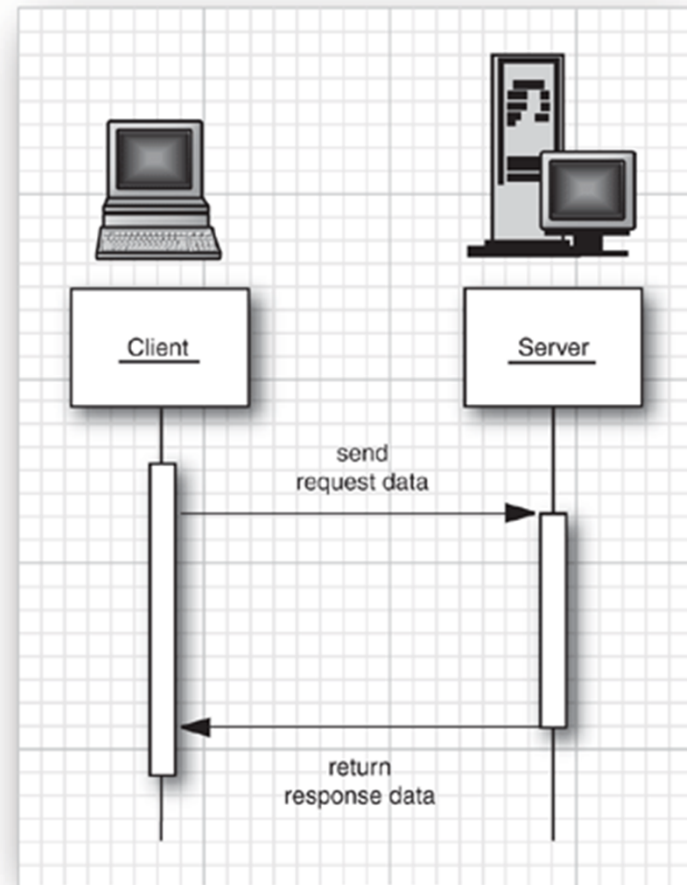 Client
Server
send
request data
return
response data